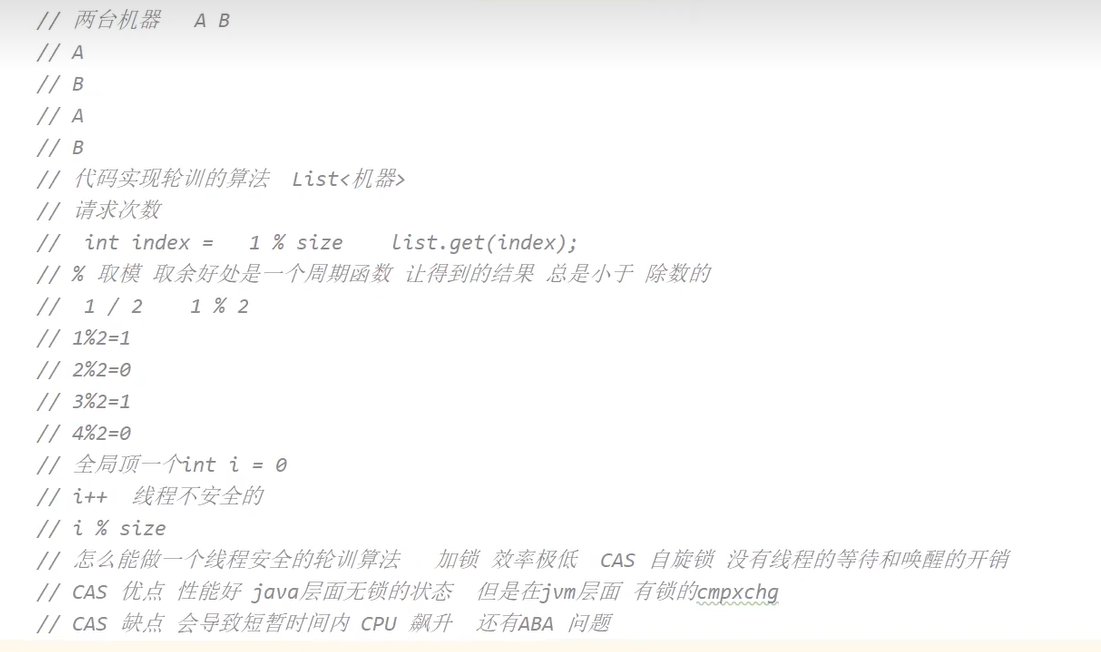 // 两台机器   A B
// A
// B
// A
// B
// 代码实现轮训的算法  List<机器>
// 请求次数
//  int index =   1 % size    list.get(index);
// % 取模 取余好处是一个周期函数 让得到的结果 总是小于 除数的
//  1 / 2    1 % 2
// 1%2=1
// 2%2=0
// 3%2=1
// 4%2=0
// 全局顶一个int i = 0
// i++  线程不安全的
// i % size
// 怎么能做一个线程安全的轮训算法   加锁 效率极低  CAS 自旋锁 没有线程的等待和唤醒的开销
// CAS 优点 性能好 java层面无锁的状态  但是在jvm层面 有锁的cmpxchg
// CAS 缺点 会导致短暂时间内 CPU 飙升  还有ABA 问题